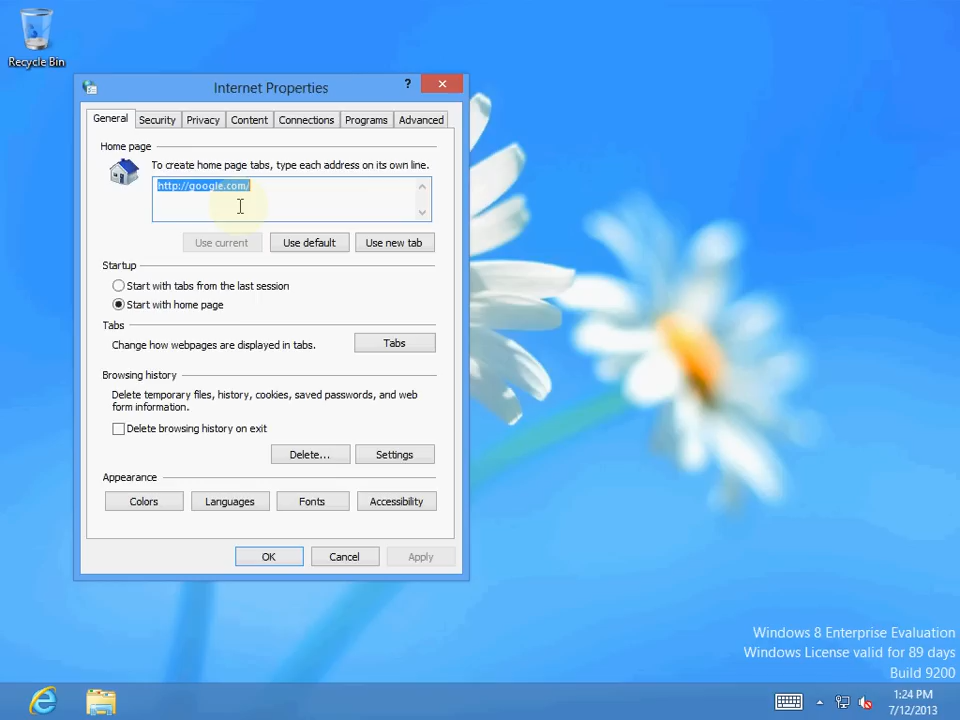 Recycle Bin
Internet Properties
?
General Security Privacy Content Connections Programs Advanced
Home page
To create home page tabs, type each address on its own line.
http://google.com/
Use current Use default Use new tab
Startup
Start with tabs from the last session
Start with home page
Tabs
Change how webpages are displayed in tabs.
Tabs
Browsing history
Delete temporary files, history, cookies, saved passwords, and web
form information.
Delete browsing history on exit
Delete... Settings
Appearance
Colors Languages Fonts Accessibility
OK Cancel Apply
Windows 8 Enterprise Evaluation
Windows License valid for 89 days
Build 9200
1:24 PM
7/12/2013